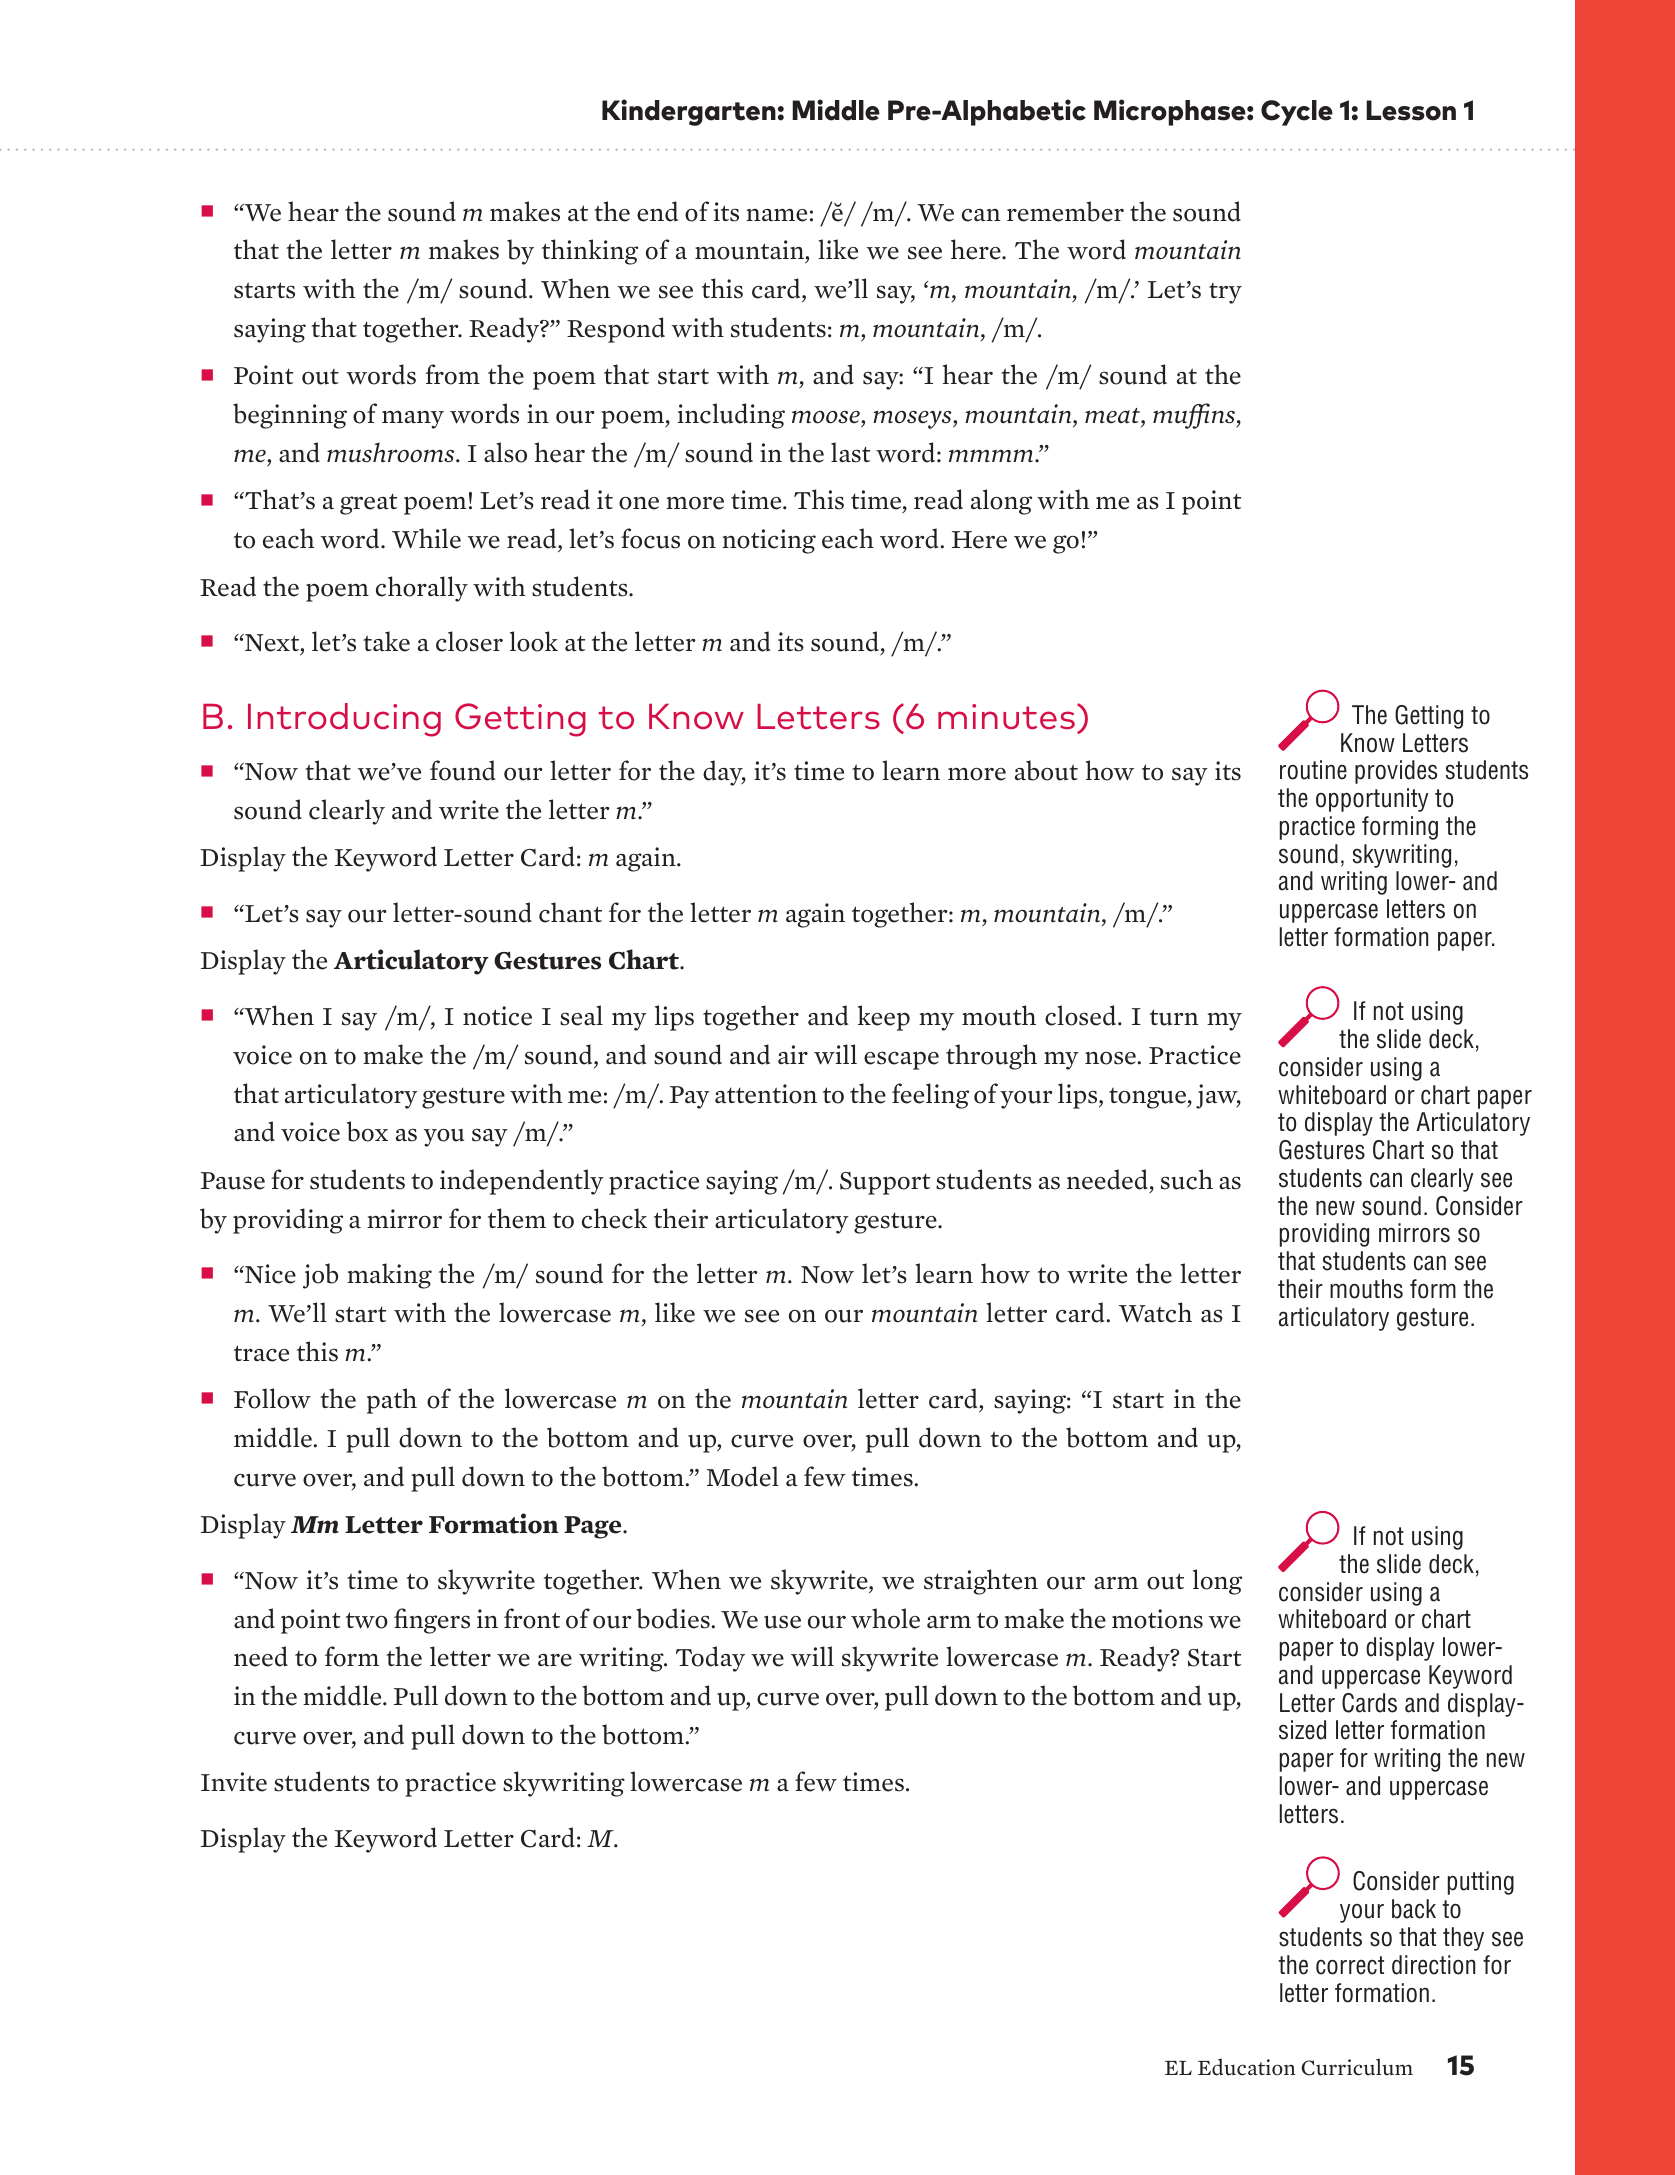 Kindergarten: Middle Pre-Alphabetic Microphase: Cycle 1: Lesson 1
■ “We hear the sound m makes at the end of its name: /ĕ/ /m/. We can remember the sound
that the letter m makes by thinking of a mountain, like we see here. The word mountain
starts with the /m/ sound. When we see this card, we’ll say, ‘m, mountain, /m/.’ Let’s try
saying that together. Ready?” Respond with students: m, mountain, /m/.
■ Point out words from the poem that start with m, and say: “I hear the /m/ sound at the
beginning of many words in our poem, including moose, moseys, mountain, meat, muffins,
me, and mushrooms. I also hear the /m/ sound in the last word: mmmm.”
■ “That’s a great poem! Let’s read it one more time. This time, read along with me as I point
to each word. While we read, let’s focus on noticing each word. Here we go!”
Read the poem chorally with students.
■ “Next, let’s take a closer look at the letter m and its sound, /m/.”
B. Introducing Getting to Know Letters (6 minutes)
■ “Now that we’ve found our letter for the day, it’s time to learn more about how to say its
sound clearly and write the letter m.”
Display the Keyword Letter Card: m again.
■ “Let’s say our letter-sound chant for the letter m again together: m, mountain, /m/.”
Display the Articulatory Gestures Chart.
■ “When I say /m/, I notice I seal my lips together and keep my mouth closed. I turn my
voice on to make the /m/ sound, and sound and air will escape through my nose. Practice
that articulatory gesture with me: /m/. Pay attention to the feeling of your lips, tongue, jaw,
and voice box as you say /m/.”
Pause for students to independently practice saying /m/. Support students as needed, such as
by providing a mirror for them to check their articulatory gesture.
■ “Nice job making the /m/ sound for the letter m. Now let’s learn how to write the letter
m. We’ll start with the lowercase m, like we see on our mountain letter card. Watch as I
trace this m.”
■ Follow the path of the lowercase m on the mountain letter card, saying: “I start in the
middle. I pull down to the bottom and up, curve over, pull down to the bottom and up,
curve over, and pull down to the bottom.” Model a few times.
Display Mm Letter Formation Page.
■ “Now it’s time to skywrite together. When we skywrite, we straighten our arm out long
and point two fingers in front of our bodies. We use our whole arm to make the motions we
need to form the letter we are writing. Today we will skywrite lowercase m. Ready? Start
in the middle. Pull down to the bottom and up, curve over, pull down to the bottom and up,
curve over, and pull down to the bottom.”
Invite students to practice skywriting lowercase m a few times.
Display the Keyword Letter Card: M.
The Getting to
Know Letters
routine provides students
the opportunity to
practice forming the
sound, skywriting,
and writing lower- and
uppercase letters on
letter formation paper.
If not using
the slide deck,
consider using a
whiteboard or chart paper
to display the Articulatory
Gestures Chart so that
students can clearly see
the new sound. Consider
providing mirrors so
that students can see
their mouths form the
articulatory gesture.
If not using
the slide deck,
consider using a
whiteboard or chart
paper to display lower-
and uppercase Keyword
Letter Cards and display-
sized letter formation
paper for writing the new
lower- and uppercase
letters.
Consider putting
your back to
students so that they see
the correct direction for
letter formation.
EL Education Curriculum 15